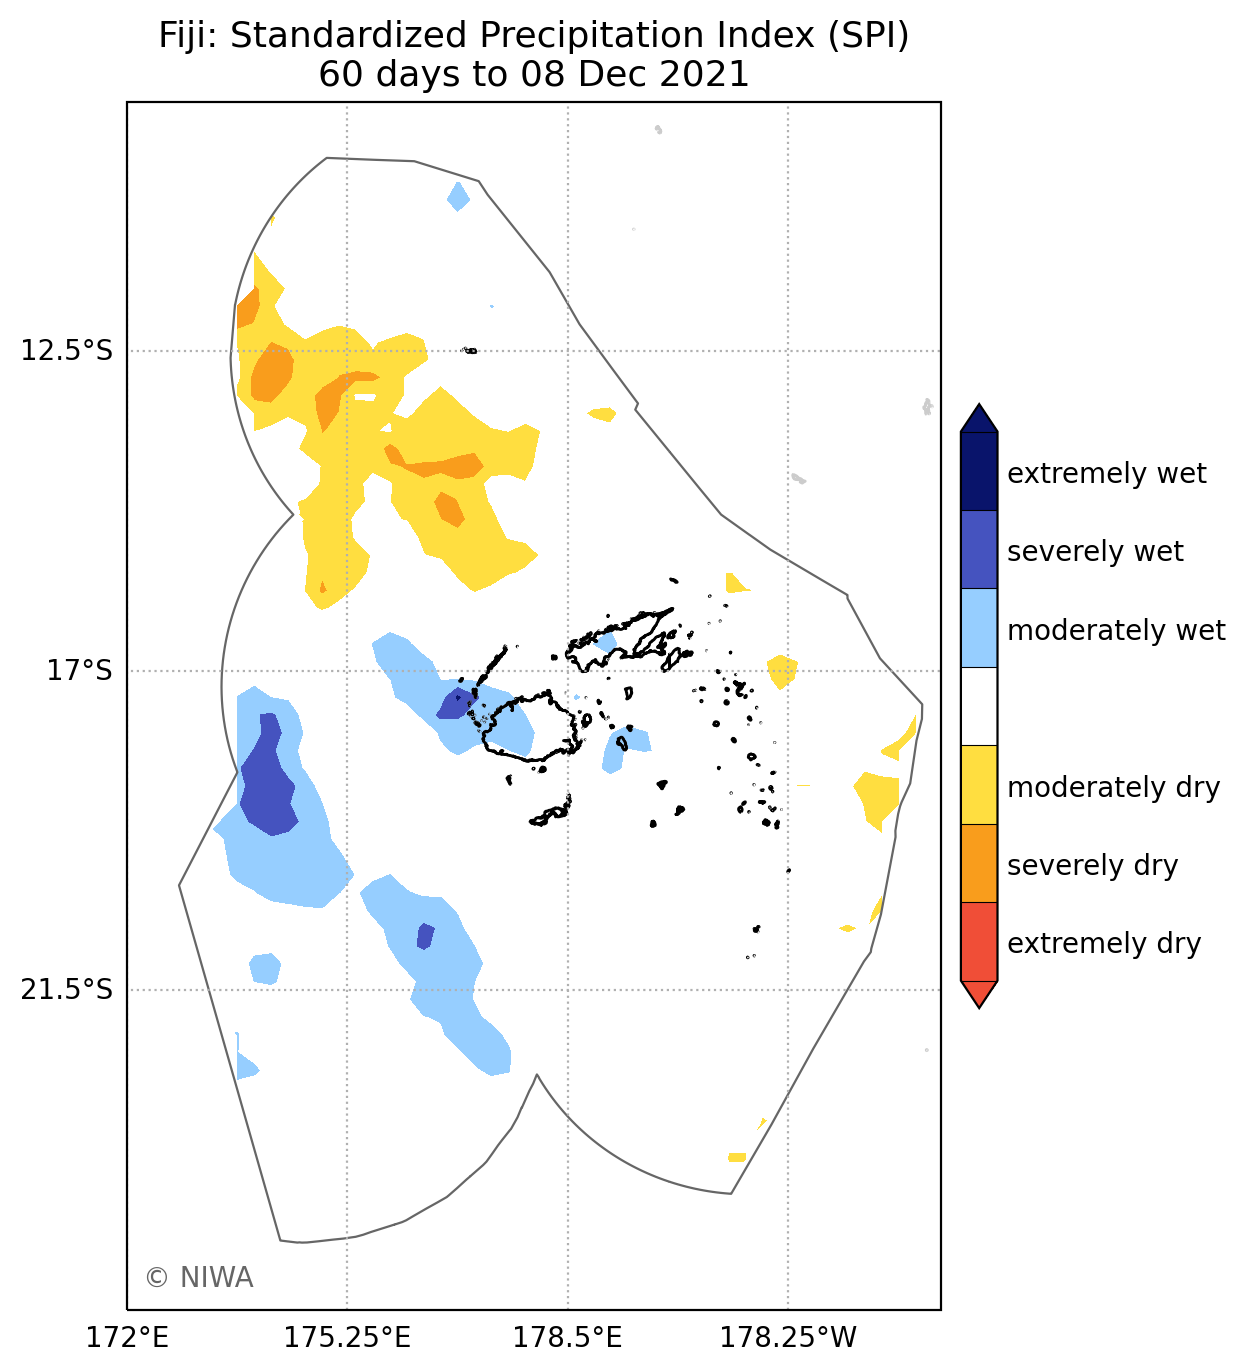 Fiji: Standardized Precipitation Index (SPI)
60 days to 08 Dec 2021
12.5°S
17°S
21.5°S
172°E
175.25°E
178.5°E
178.25°W
extremely wet
severely wet
moderately wet
moderately dry
severely dry
extremely dry
© NIWA